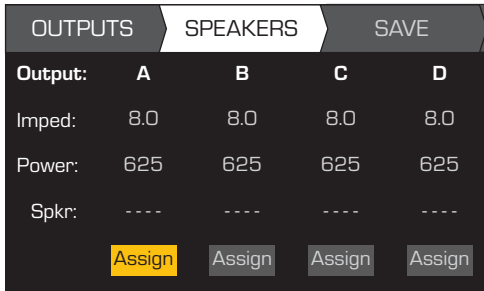 OUTPUTS SPEAKERS SAVE
Output: A B C D
Imped: 8.0 8.0 8.0 8.0
Power: 625 625 625 625
Spkr: ---- ---- ---- ----
Assign Assign Assign Assign